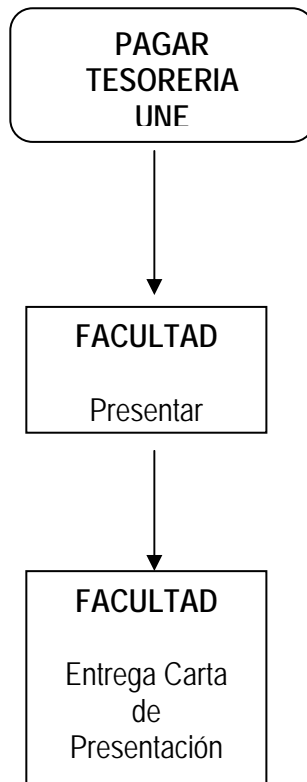 PAGAR
TESORERIA
UNE
FACULTAD
Presentar
FACULTAD
Entrega Carta
de
Presentación